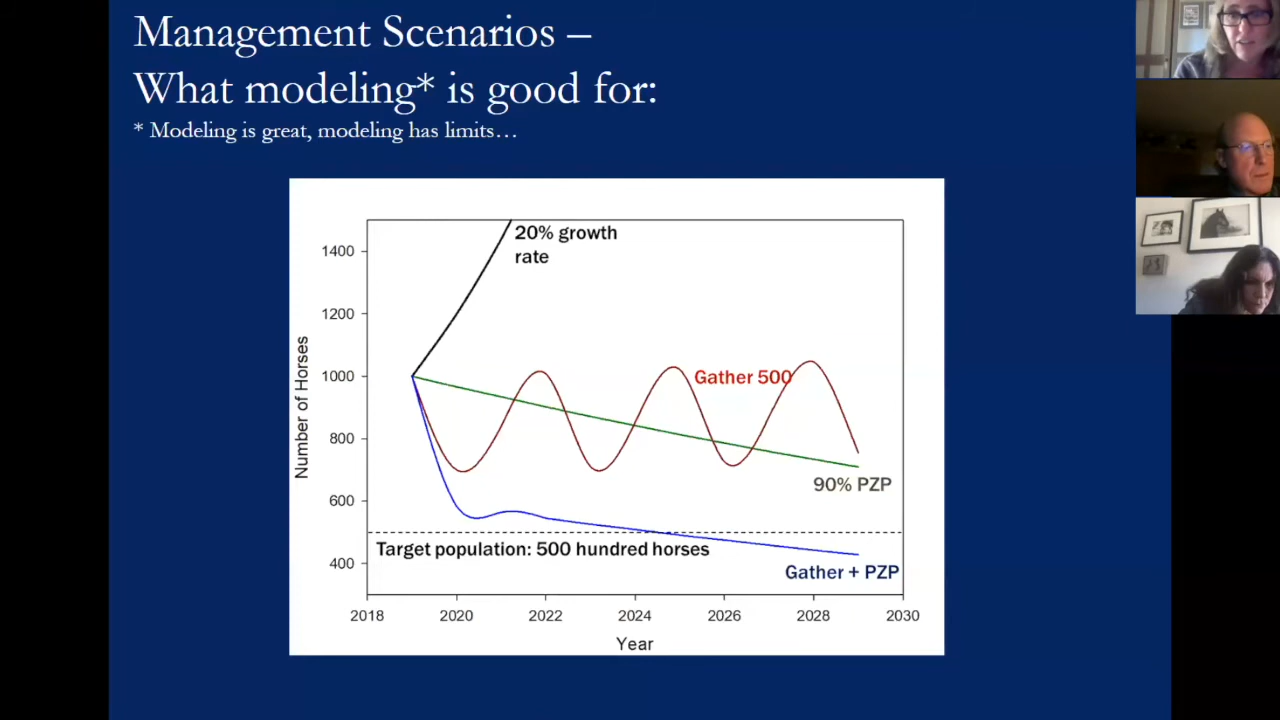 Management Scenarios –
What modeling* is good for:
* Modeling is great, modeling has limits…
20% growth
rate
1400
1200
1000
800
600
400
Number of Horses
Gather 500
90% PZP
Target population: 500 hundred horses
Gather + PZP
2018 2020 2022 2024 2026 2028 2030
Year